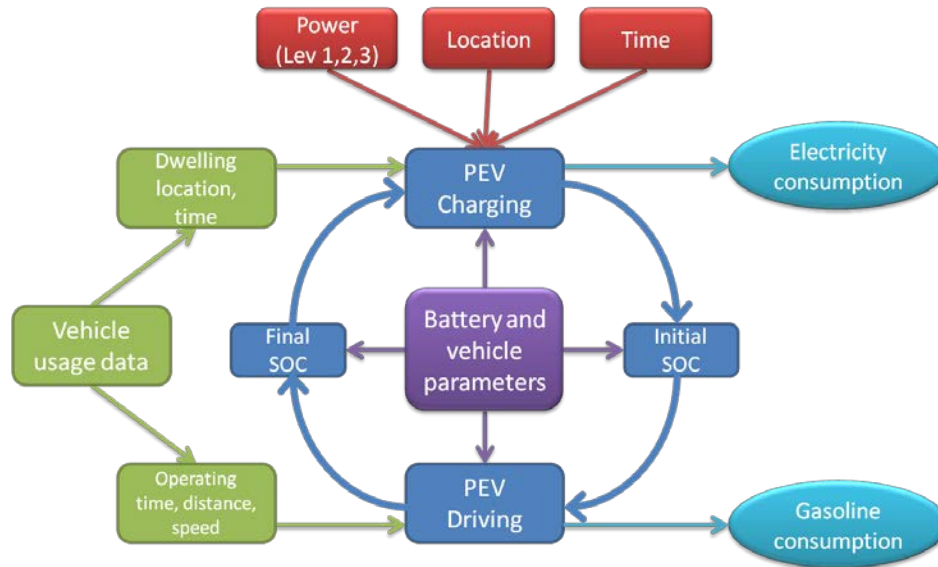 Power
(Lev 1,2,3)
Location
Time
Dwelling
location,
time
PEV
Charging
Electricity
consumption
Vehicle
usage data
Final
SOC
Battery and
vehicle
parameters
Initial
SOC
Operating
time, distance,
speed
PEV
Driving
Gasoline
consumption